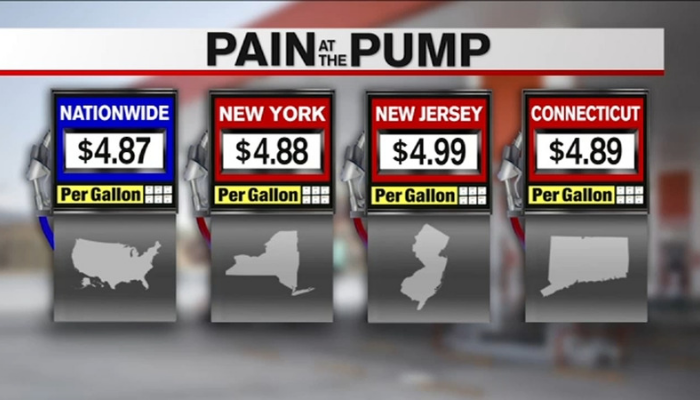 PAIN AT THE PUMP
NATIONWIDE
$4.87
Per Gallon
NEW YORK
$4.88
Per Gallon
NEW JERSEY
$4.99
Per Gallon
CONNECTICUT
$4.89
Per Gallon